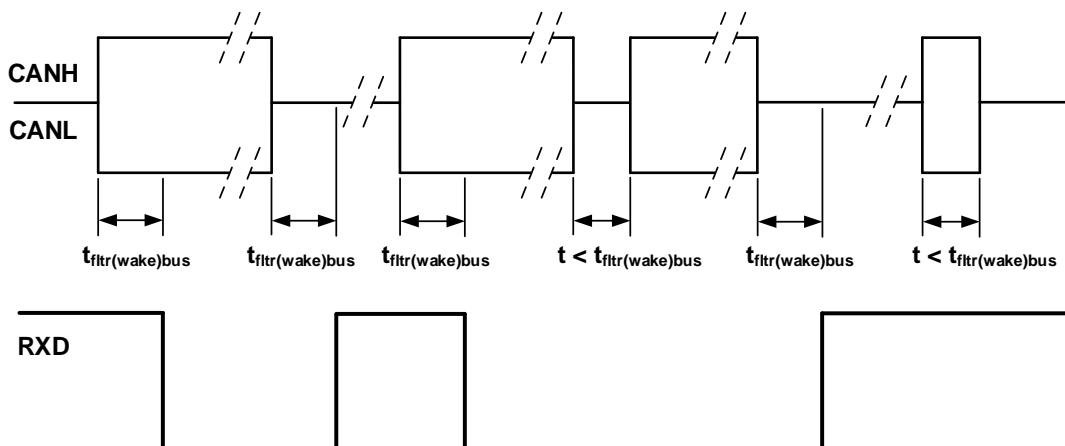 CANH
CANL
tfltr(wake)bus tfltr(wake)bus tfltr(wake)bus t < tfltr(wake)bus tfltr(wake)bus t < tfltr(wake)bus
RXD